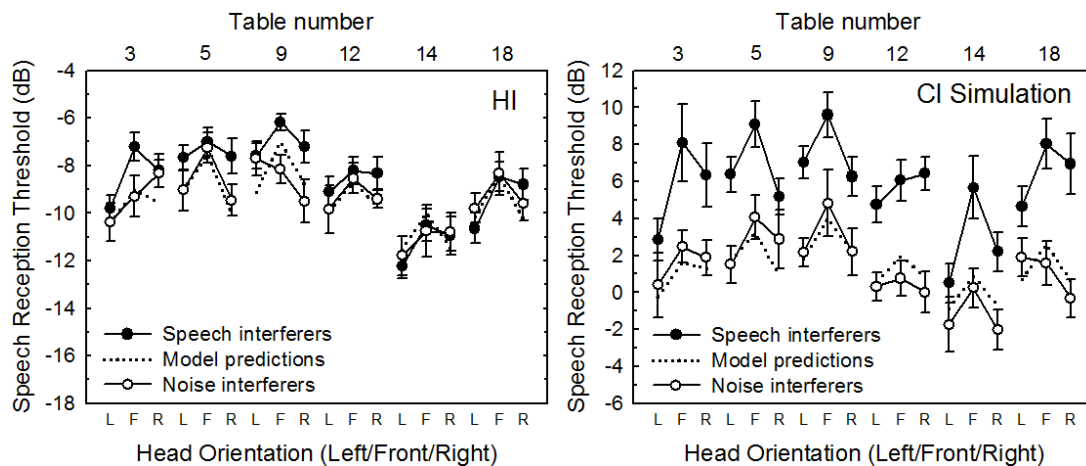 Table number
3 5 9 12 14 18
Speech Reception Threshold (dB)
-4
-6
-8
-10
-12
-14
-16
-18
HI
Speech interferers
Model predictions
Noise interferers
L F R L F R L F R L F R L F R L F R
Head Orientation (Left/Front/Right)
Table number
3 5 9 12 14 18
Speech Reception Threshold (dB)
12
10
8
6
4
2
0
-2
-4
-6
CI Simulation
Speech interferers
Model predictions
Noise interferers
L F R L F R L F R L F R L F R L F R
Head Orientation (Left/Front/Right)